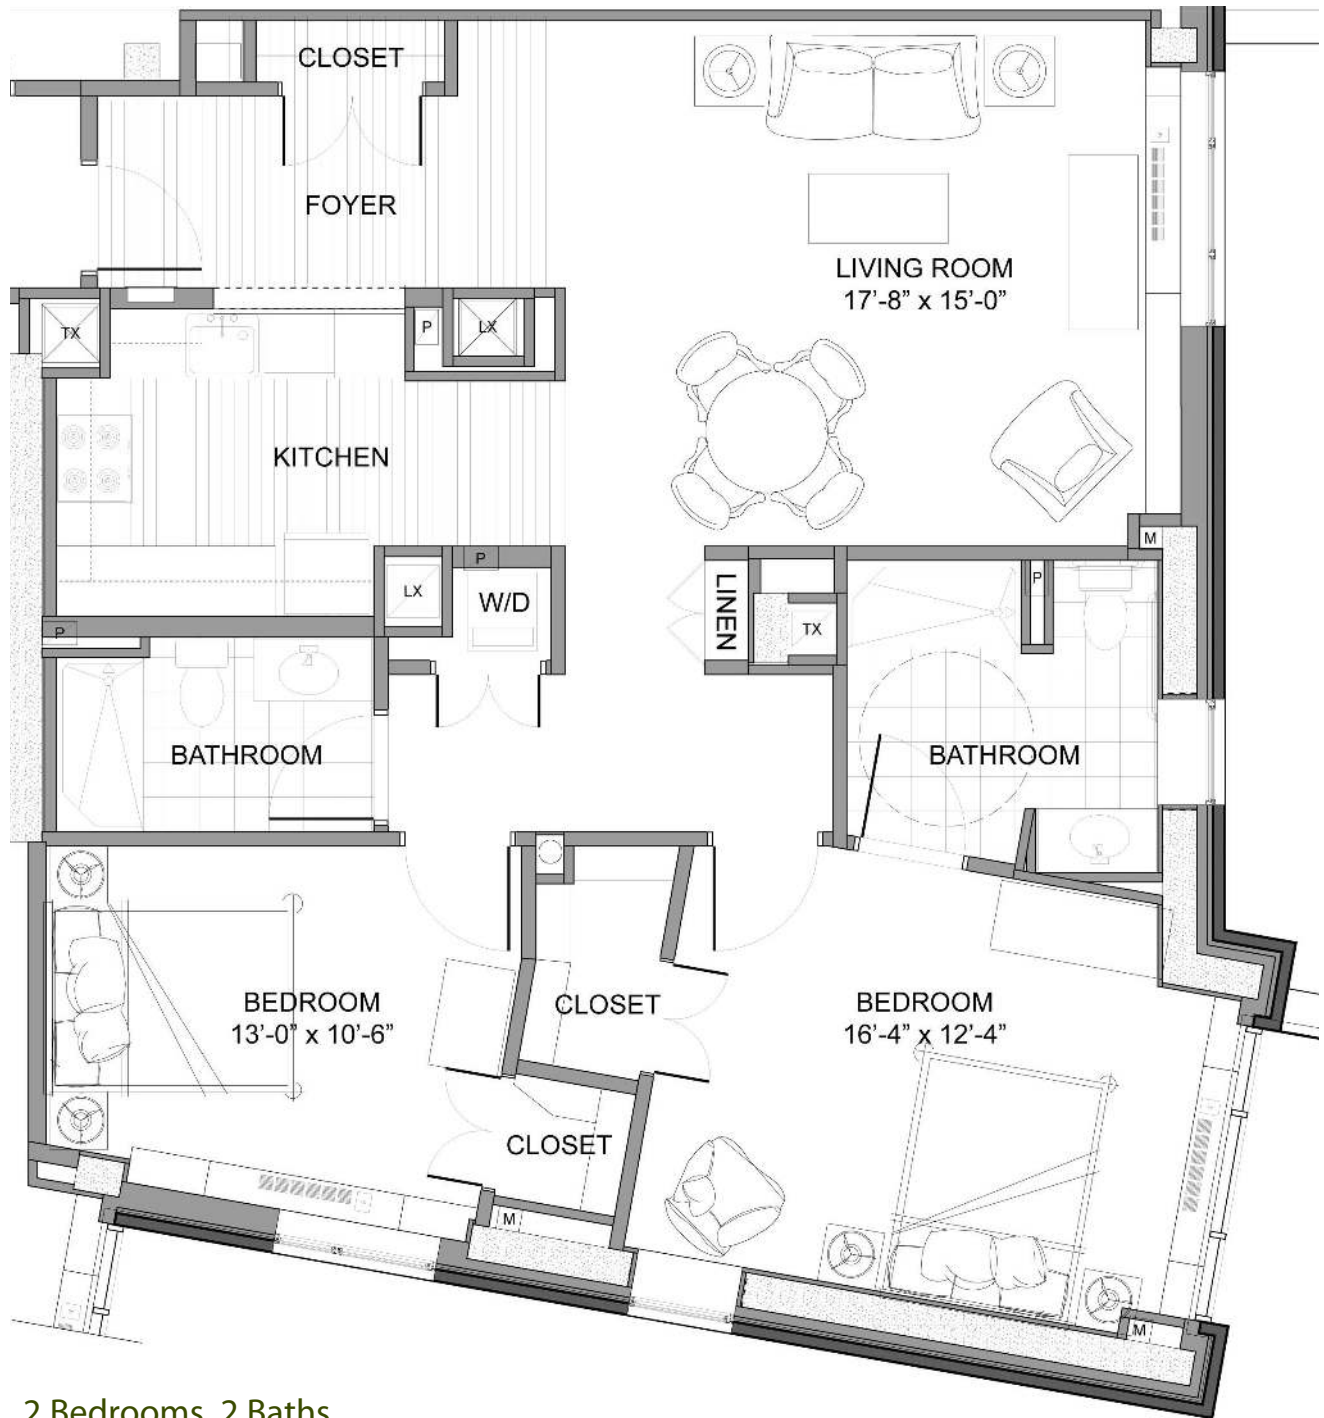 CLOSET
FOYER
LIVING ROOM
17’-8” x 15’-0”
TX
P
LX
KITCHEN
M
P
LX
W/D
LINEN
TX
P
P
BATHROOM
BATHROOM
BEDROOM
13’-0” x 10’-6”
CLOSET
BEDROOM
16’-4” x 12’-4”
CLOSET
M
M
2 Bedrooms, 2 Baths